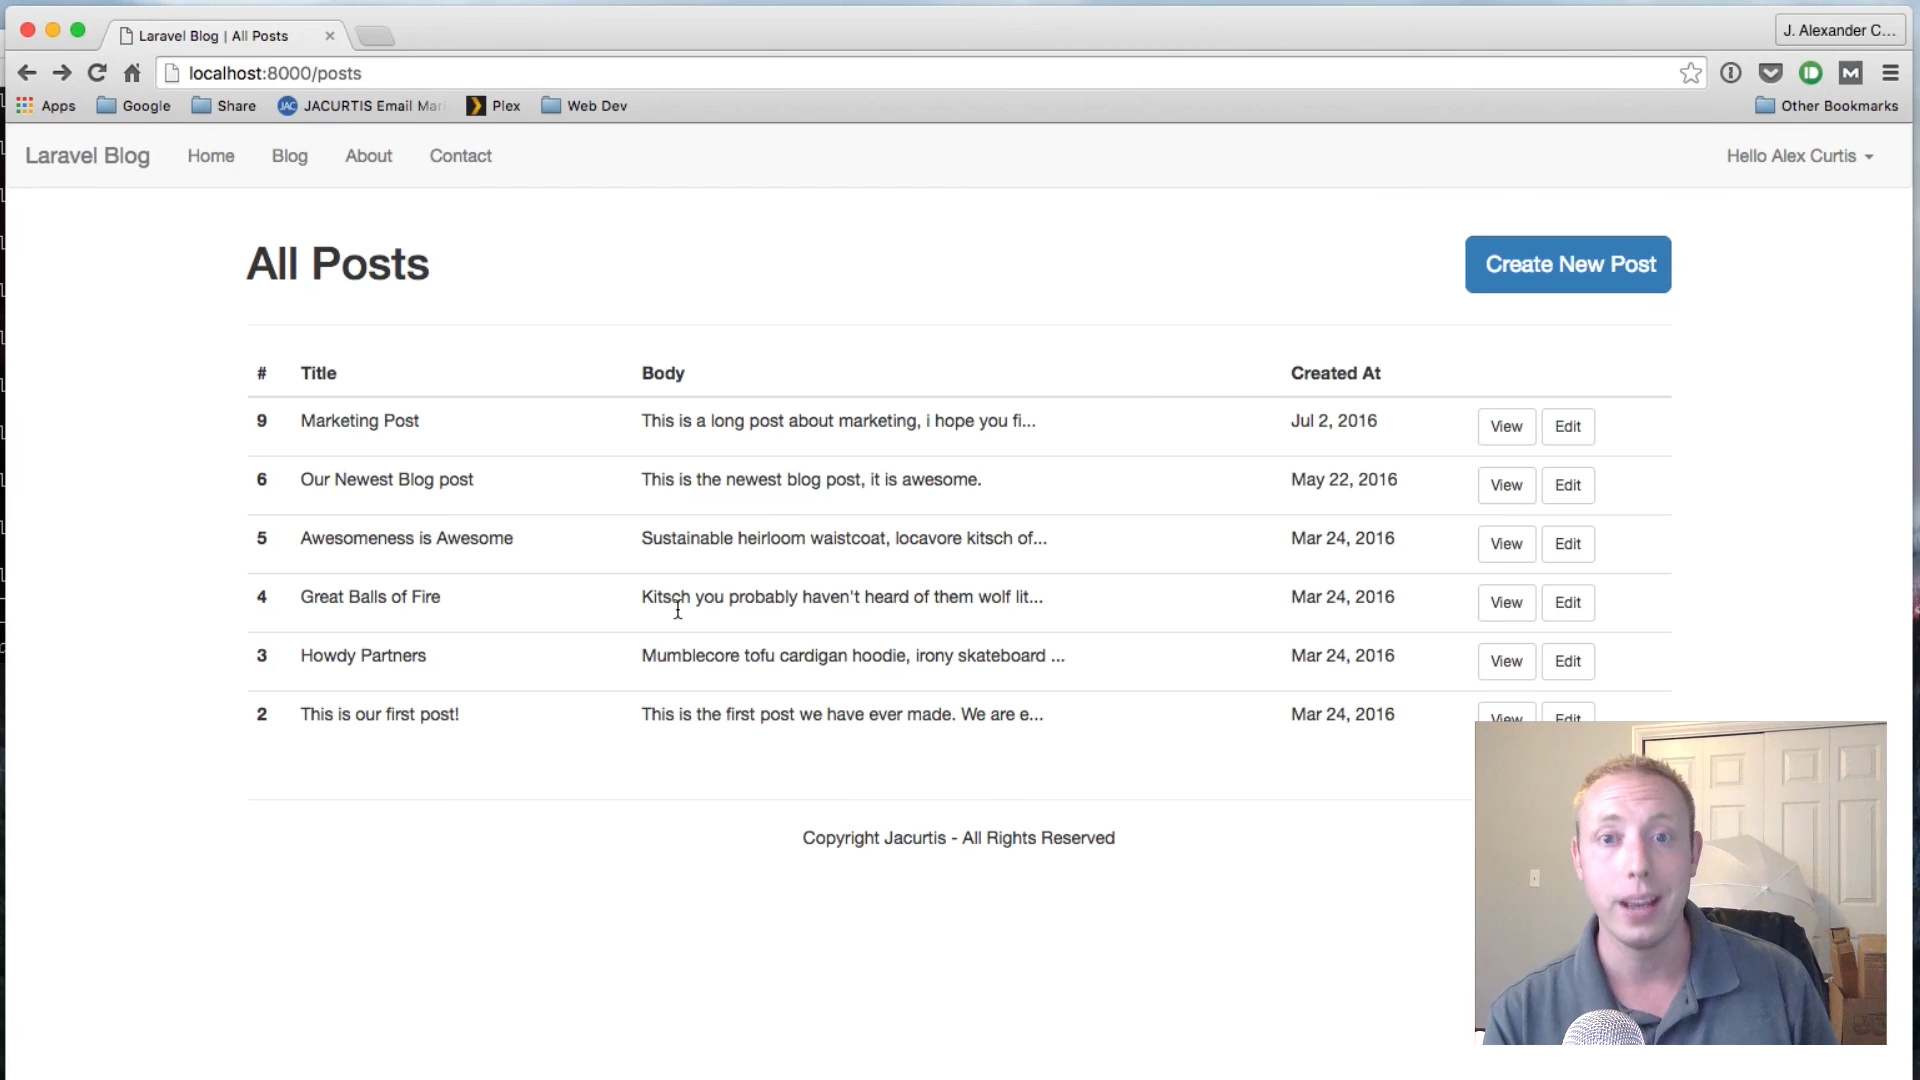 Laravel Blog | All Posts
J. Alexander C...
localhost:8000/posts
Apps Google Share JAC JACURTIS Email Mar Plex Web Dev Other Bookmarks
Laravel Blog Home Blog About Contact Hello Alex Curtis
All Posts Create New Post
# Title Body Created At
9 Marketing Post This is a long post about marketing, i hope you fi... Jul 2, 2016 View Edit
6 Our Newest Blog post This is the newest blog post, it is awesome. May 22, 2016 View Edit
5 Awesomeness is Awesome Sustainable heirloom waistcoat, locavore kitsch of... Mar 24, 2016 View Edit
4 Great Balls of Fire Kitsch you probably haven't heard of them wolf lit... Mar 24, 2016 View Edit
3 Howdy Partners Mumblecore tofu cardigan hoodie, irony skateboard ... Mar 24, 2016 View Edit
2 This is our first post! This is the first post we have ever made. We are e... Mar 24, 2016 View Edit
Copyright Jacurtis - All Rights Reserved